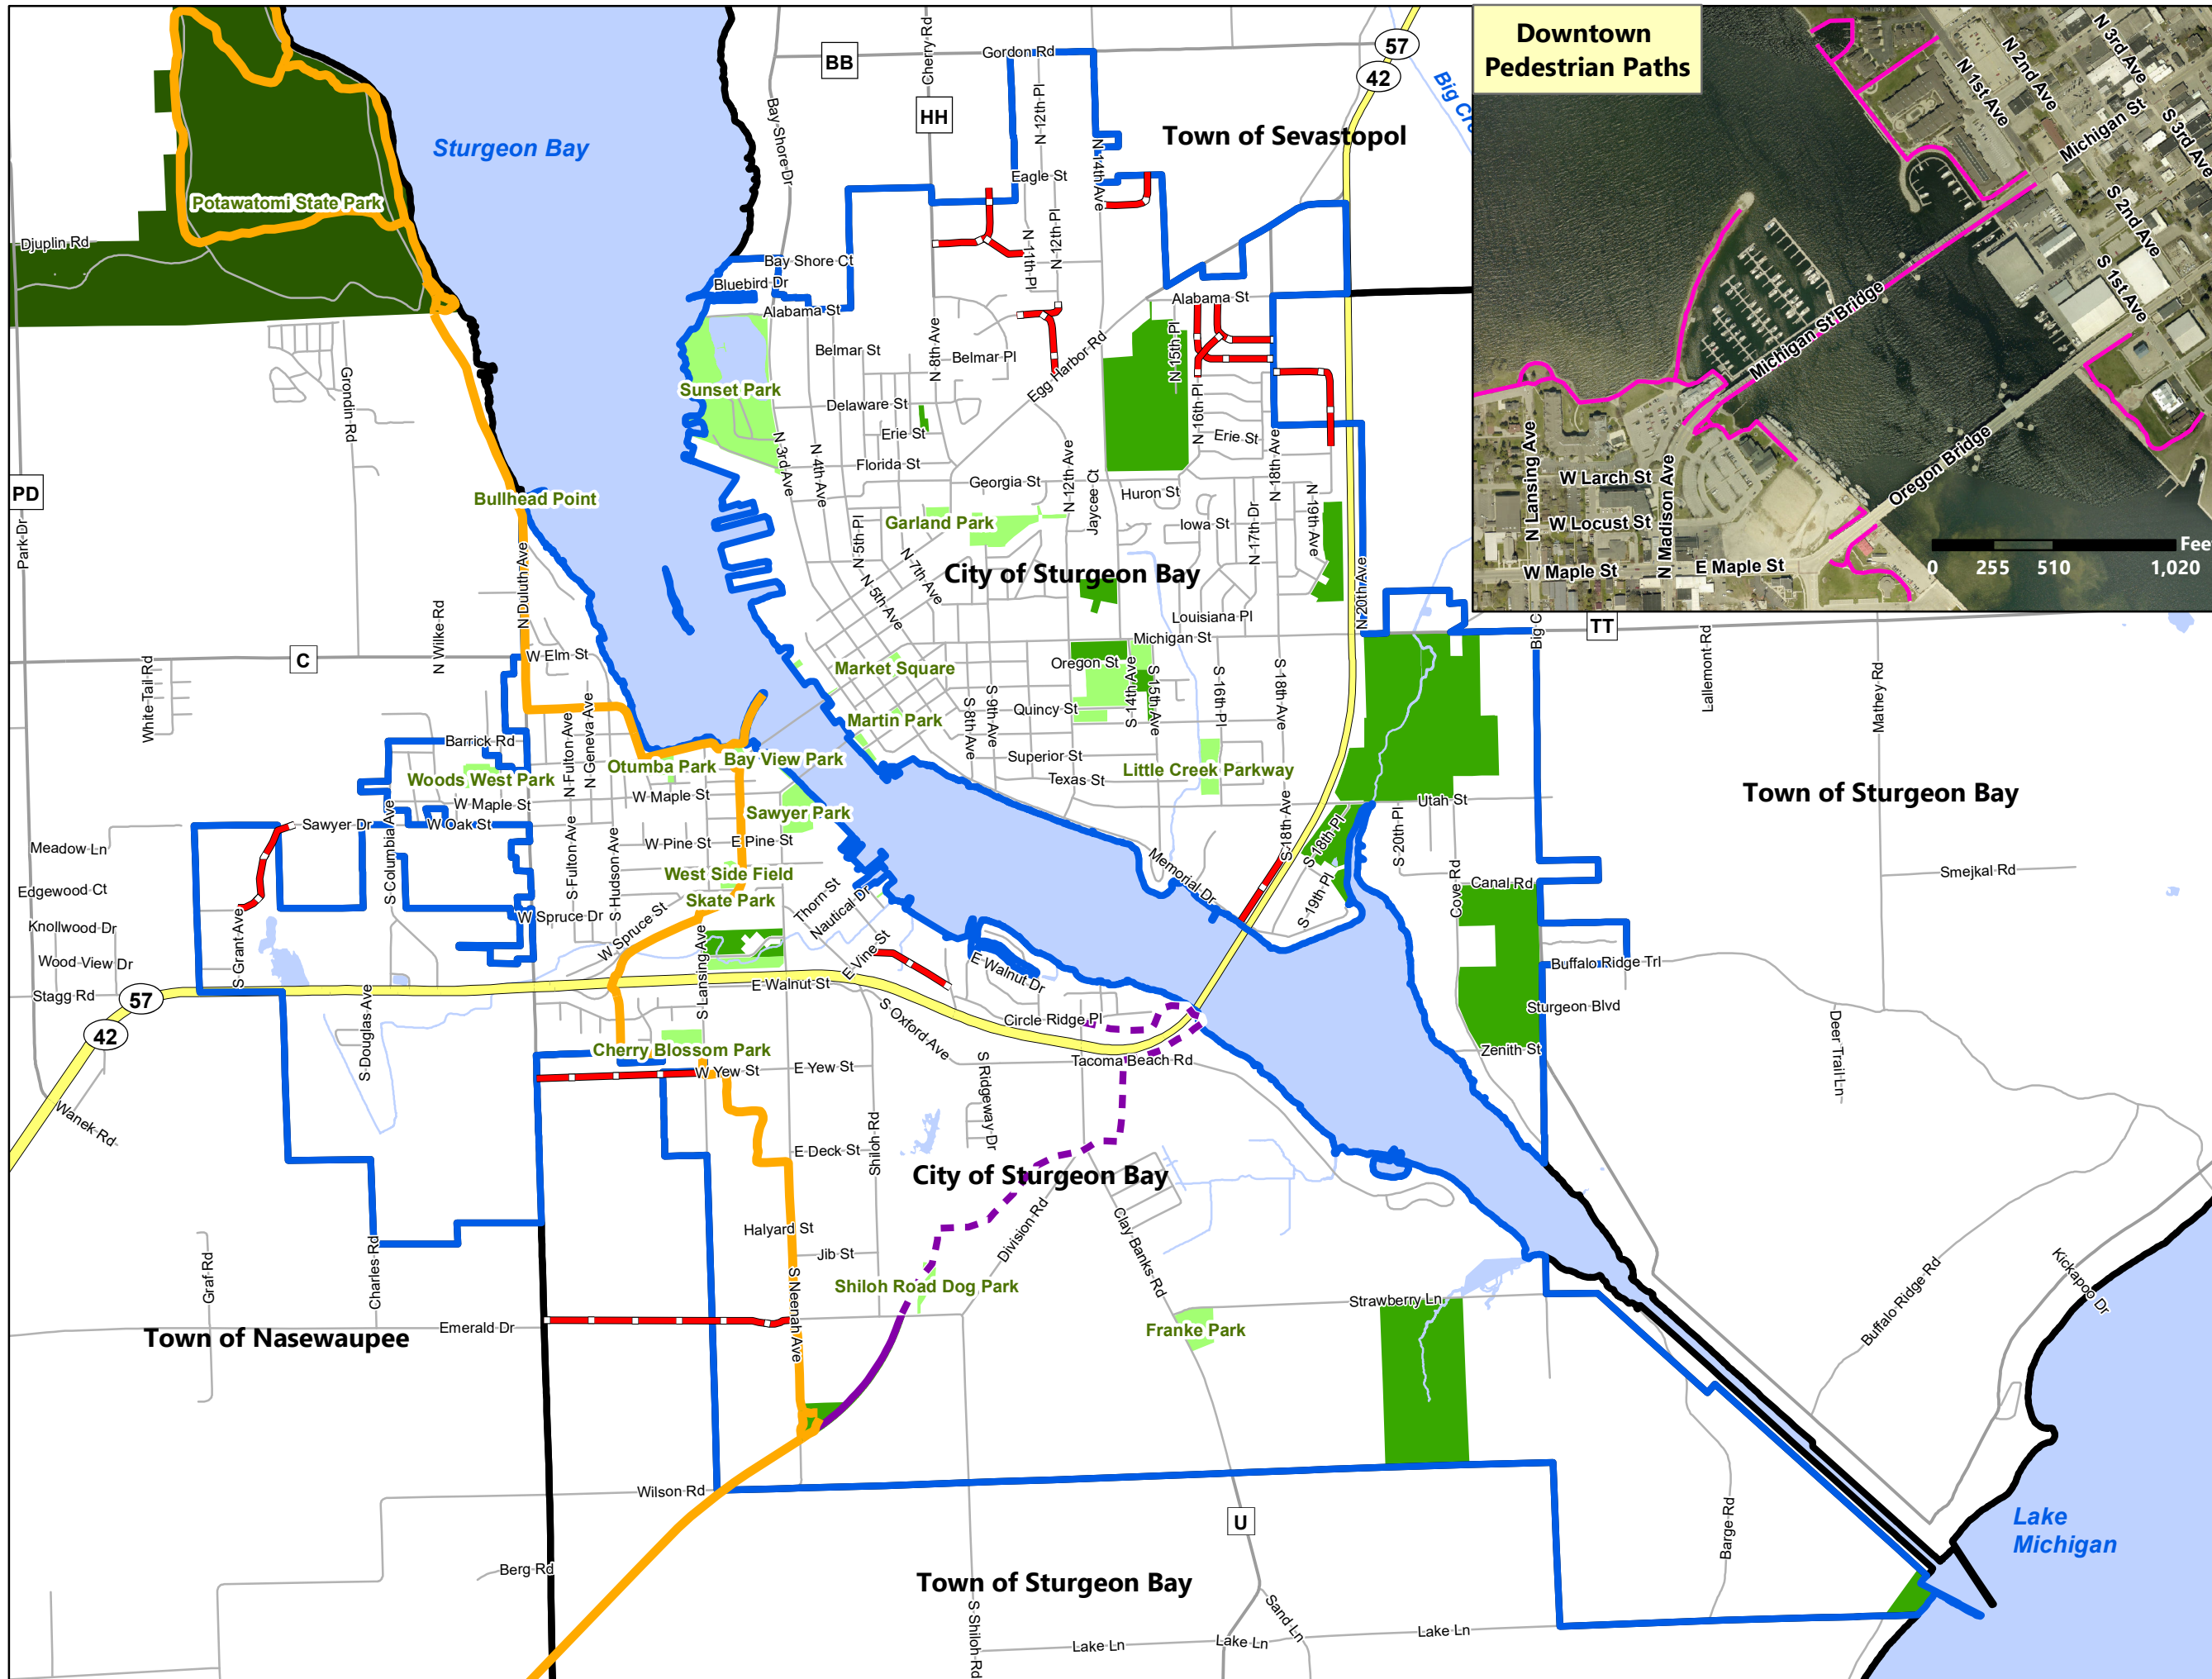 Downtown
Pedestrian Paths
N 3rd Ave
N 2nd Ave
N 1st Ave
Michigan St
S 3rd Ave
S 2nd Ave
S 1st Ave
Michigan St Bridge
Oregon Bridge
N Lansing Ave
W Larch St
W Locust St
N Madison Ave
W Maple St
E Maple St
Feet
0 255 510 1,020
BB
Gordon Rd
Cherry Rd
57
42
HH
N 12th Pl
Bay Shore Dr
Town of Sevastopol
N 14th Ave
Sturgeon Bay
Eagle St
Potawatomi State Park
N 12th Pl
N 11th Pl
Djuplin Rd
Bay Shore Ct
Bluebird Dr
Alabama St
Alabama St
N 8th Ave
Belmar St
Belmar Pl
Egg Harbor Rd
N 15th Pl
Grondin Rd
Sunset Park
Delaware St
N 16th Pl
Erie St
Erie St
N 3rd Ave
N 4th Ave
Florida St
N 18th Ave
PD
Bullhead Point
Georgia St
N 12th Ave
Jaycee Ct
Huron St
N 19th Ave
Garland Park
Iowa St
N 17th Dr
Park Dr
N Duluth Ave
N 5th Pl
N 7th Ave
City of Sturgeon Bay
N 5th Ave
N 20th Ave
Louisiana Pl
Michigan St
TT
C
White Tail Rd
N Wilke Rd
W Elm St
Market Square
Oregon St
S 14th Ave
S 15th Ave
S 16th Pl
S 18th Ave
Lallemont Rd
Mathey Rd
N Fulton Ave
N Geneva Ave
Martin Park
S 8th Ave
S 9th Ave
Quincy St
Barrick Rd
Otumba Park
Bay View Park
Superior St
Woods West Park
Texas St
Little Creek Parkway
W Maple St
W Maple St
Town of Sturgeon Bay
S Columbia Ave
Sawyer Dr
W Oak St
Sawyer Park
Utah St
S 18th Ave
S 18th Pl
S 20th Pl
Meadow Ln
W Pine St
E Pine St
Edgewood Ct
S Fulton Ave
S Hudson Ave
West Side Field
Memorial Dr
Smejkal Rd
Canal Rd
Cove Rd
Skate Park
Thorn St
Nautical Dr
S 19th Pl
Knollwood Dr
W Spruce Dr
W Spruce St
Wood View Dr
S Grant Ave
S Lansing Ave
E Vine St
E Walnut Dr
Buffalo Ridge Trl
Stagg Rd
57
E Walnut St
Sturgeon Blvd
42
S Douglas Ave
S Oxford Ave
Circle Ridge Pl
Deer Trail Ln
Cherry Blossom Park
Tacoma Beach Rd
Zenith St
W Yew St
E Yew St
S Ridgeway Dr
Wanek Rd
Shiloh Rd
E Deck St
City of Sturgeon Bay
Halyard St
Division Rd
Clay Banks Rd
Jib St
Graf Rd
Charles Rd
S Neenah Ave
Shiloh Road Dog Park
Buffalo Ridge Rd
Kickapoo Dr
Town of Nasewaupee
Emerald Dr
Strawberry Ln
Franke Park
Wilson Rd
U
Barge Rd
Lake
Michigan
Berg Rd
Town of Sturgeon Bay
S Shiloh Rd
Sand Ln
Lake Ln
Lake Ln
Lake Ln